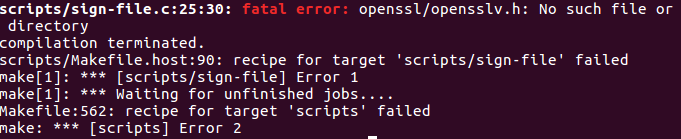 scripts/sign-file.c:25:30: fatal error: openssl/opensslv.h: No such file or
 directory
compilation terminated.
scripts/Makefile.host:90: recipe for target 'scripts/sign-file' failed
make[1]: *** [scripts/sign-file] Error 1
make[1]: *** Waiting for unfinished jobs....
Makefile:562: recipe for target 'scripts' failed
make: *** [scripts] Error 2